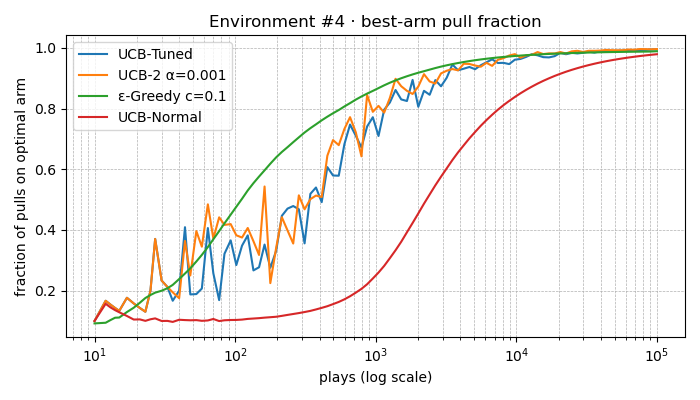 Environment #4 · best-arm pull fraction
fraction of pulls on optimal arm
1.0
0.8
0.6
0.4
0.2
UCB-Tuned
UCB-2 α=0.001
ε-Greedy c=0.1
UCB-Normal
10¹
10²
10³
10⁴
10⁵
plays (log scale)